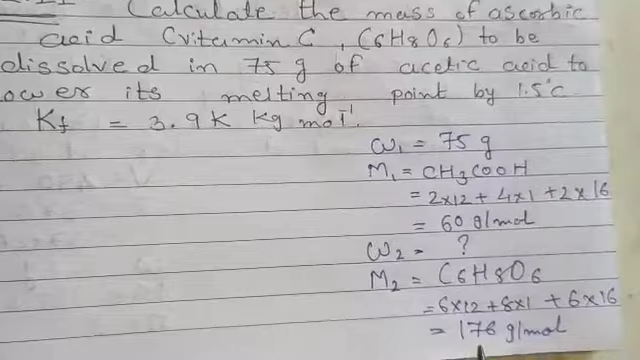 Calculate the mass of ascorbic
acid (vitamin C, C6H8O6) to be
dissolved in 75 g of acetic acid to
ower its melting point by 1.5°C.
Kf = 3.9 K Kg mol⁻¹.
ω₁ = 75 g
M₁ = CH3COOH
= 2×12 + 4×1 + 2×16
= 60 g/mol
ω₂ = ?
M₂ = C6H8O6
= 6×12 + 8×1 + 6×16
= 176 g/mol